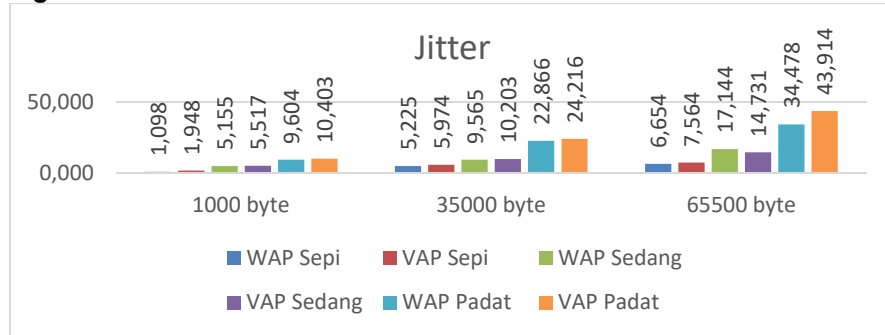 Jitter
1,098 1,948 5,155 5,517 9,604 10,403 5,225 5,974 9,565 10,203 22,866 24,216 6,654 7,564 17,144 14,731 34,478 43,914
50,000
0,000
1000 byte 35000 byte 65500 byte
WAP Sepi VAP Sepi WAP Sedang
VAP Sedang WAP Padat VAP Padat